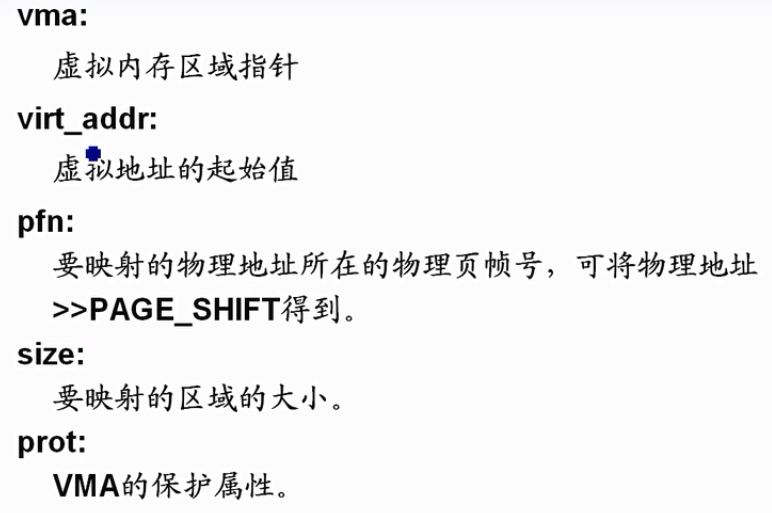 vma:
虚拟内存区域指针
virt_addr:
虚拟地址的起始值
pfn:
要映射的物理地址所在的物理页帧号，可将物理地址
>>PAGE_SHIFT得到。
size:
要映射的区域的大小。
prot:
VMA的保护属性。